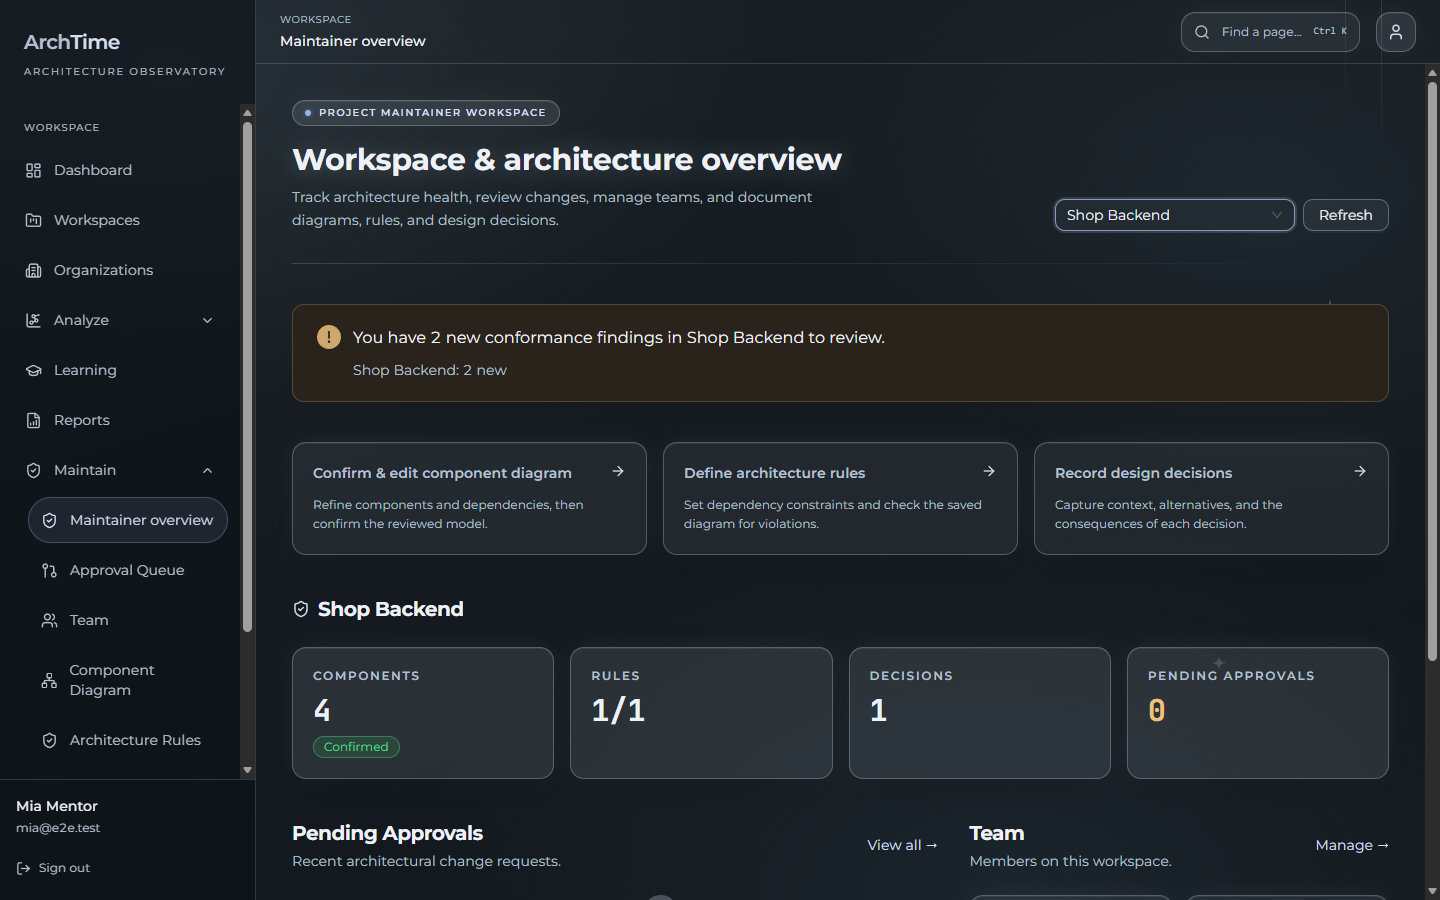 ArchTime
ARCHITECTURE OBSERVATORY
WORKSPACE
Dashboard
Workspaces
Organizations
Analyze
Learning
Reports
Maintain
Maintainer overview
Approval Queue
Team
Component
Diagram
Architecture Rules
Mia Mentor
mia@e2e.test
Sign out
WORKSPACE
Maintainer overview
Find a page... Ctrl K
PROJECT MAINTAINER WORKSPACE
Workspace & architecture overview
Track architecture health, review changes, manage teams, and document
diagrams, rules, and design decisions.
Shop Backend
Refresh
You have 2 new conformance findings in Shop Backend to review.
Shop Backend: 2 new
Confirm & edit component diagram
Refine components and dependencies, then
confirm the reviewed model.
Define architecture rules
Set dependency constraints and check the saved
diagram for violations.
Record design decisions
Capture context, alternatives, and the
consequences of each decision.
Shop Backend
COMPONENTS
4
Confirmed
RULES
1/1
DECISIONS
1
PENDING APPROVALS
0
Pending Approvals
Recent architectural change requests.
View all →
Team
Members on this workspace.
Manage →